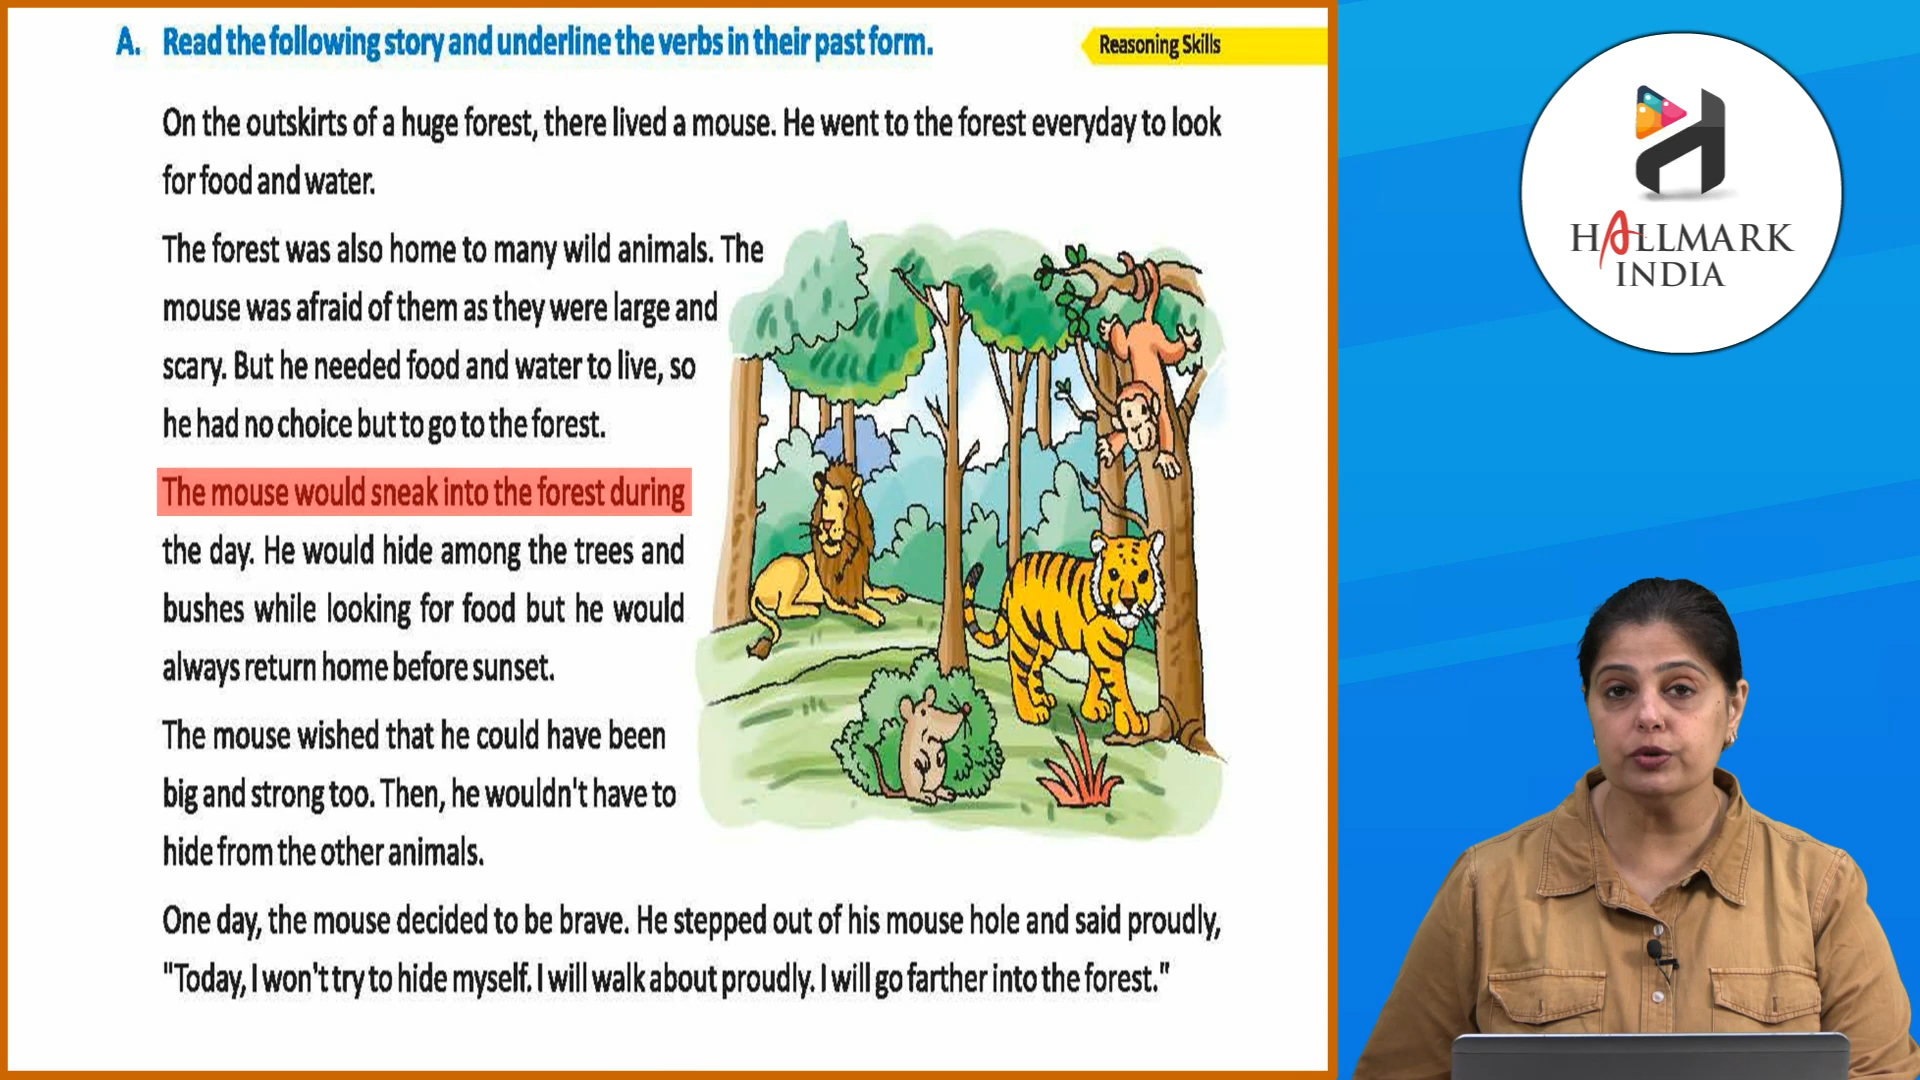 A. Read the following story and underline the verbs in their past form.
Reasoning Skills
On the outskirts of a huge forest, there lived a mouse. He went to the forest everyday to look
for food and water.
The forest was also home to many wild animals. The
mouse was afraid of them as they were large and
scary. But he needed food and water to live, so
he had no choice but to go to the forest.
The mouse would sneak into the forest during
the day. He would hide among the trees and
bushes while looking for food but he would
always return home before sunset.
The mouse wished that he could have been
big and strong too. Then, he wouldn't have to
hide from the other animals.
One day, the mouse decided to be brave. He stepped out of his mouse hole and said proudly,
"Today, I won't try to hide myself. I will walk about proudly. I will go farther into the forest."
HALLMARK
INDIA